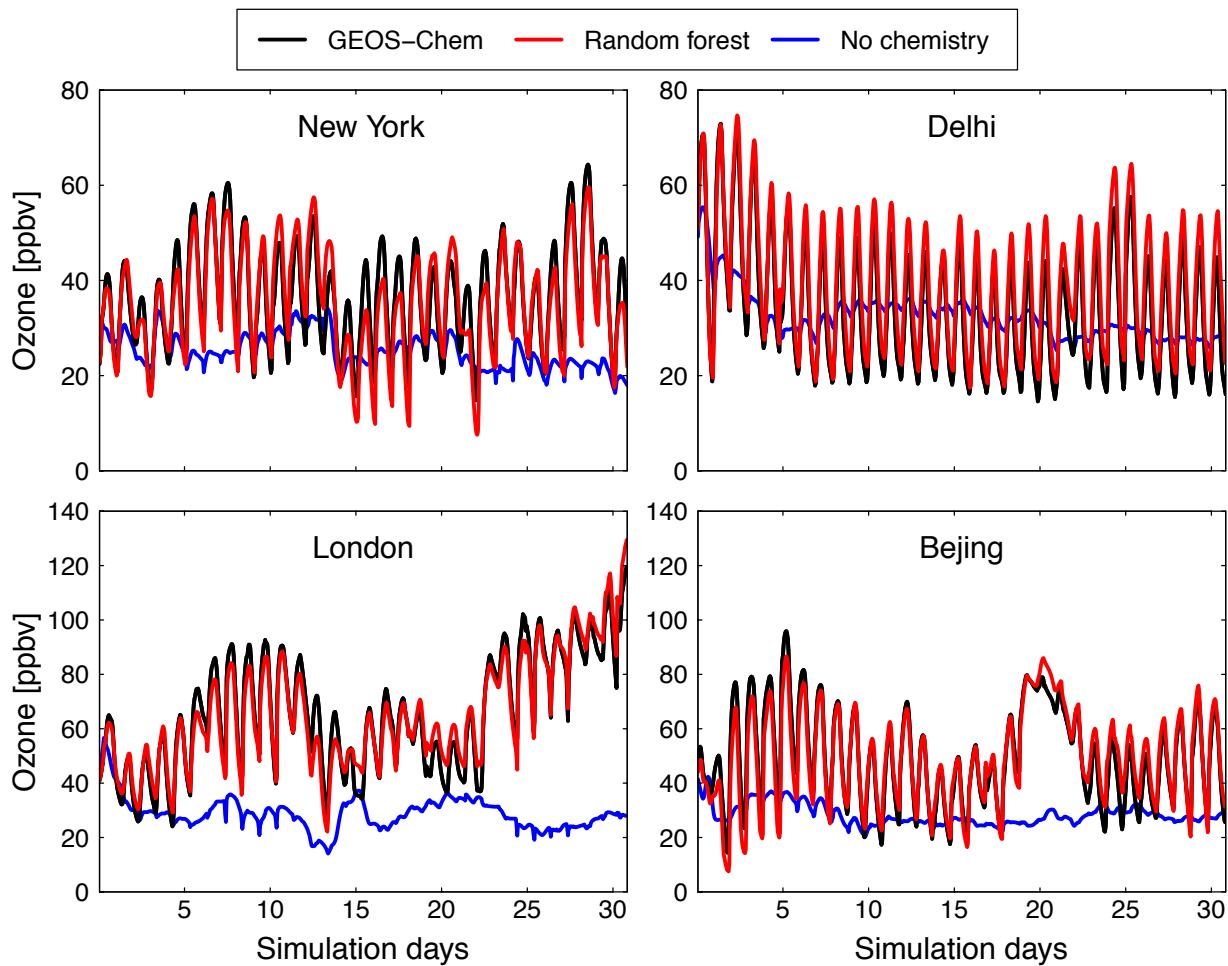 GEOS−Chem Random forest No chemistry
New York
Ozone [ppbv]
0
20
40
60
80
Delhi
0
20
40
60
80
London
Ozone [ppbv]
0
20
40
60
80
100
120
140
5 10 15 20 25 30
Simulation days
Bejing
0
20
40
60
80
100
120
140
5 10 15 20 25 30
Simulation days